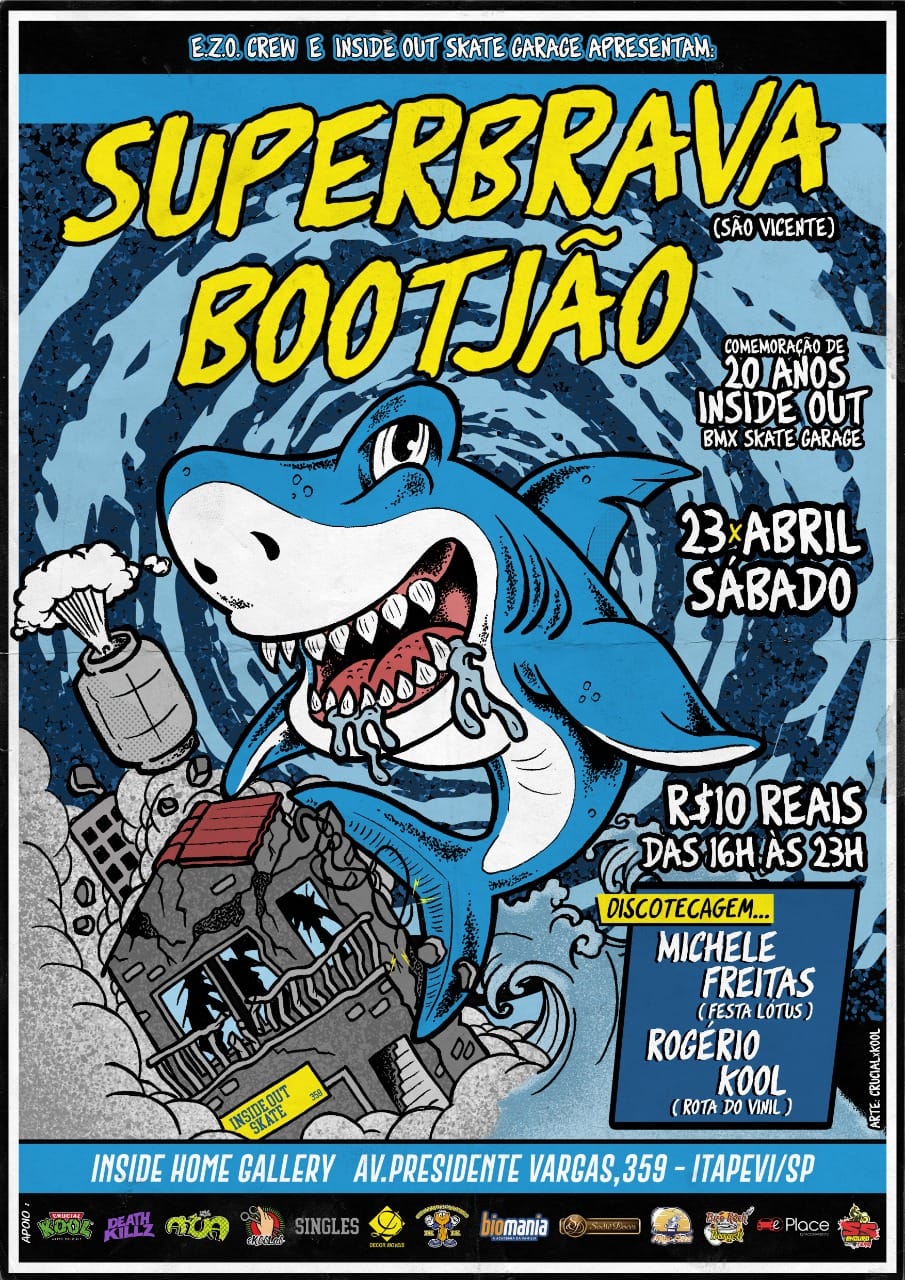 E.Z.O. CREW E INSIDE OUT SKATE GARAGE APRESENTAM:
SUPERBRAVA
(SÃO VICENTE)
BOOTJÃO
COMEMORAÇÃO DE
20 ANOS
INSIDE OUT
BMX SKATE GARAGE
23 x ABRIL
SÁBADO
R$10 REAIS
DAS 16H ÀS 23H
DISCOTECAGEM...
MICHELE
FREITAS
(FESTA LÓTUS)
ROGÉRIO
KOOL
(ROTA DO VINIL)
ARTE: CRUCIALxKOOL
INSIDE OUT
SKATE
359
INSIDE HOME GALLERY AV.PRESIDENTE VARGAS,359 - ITAPEVI/SP
APOIO:
CRUCIAL
KOOL
DEATH
KILLZ
SINGLES
biomania
e Place